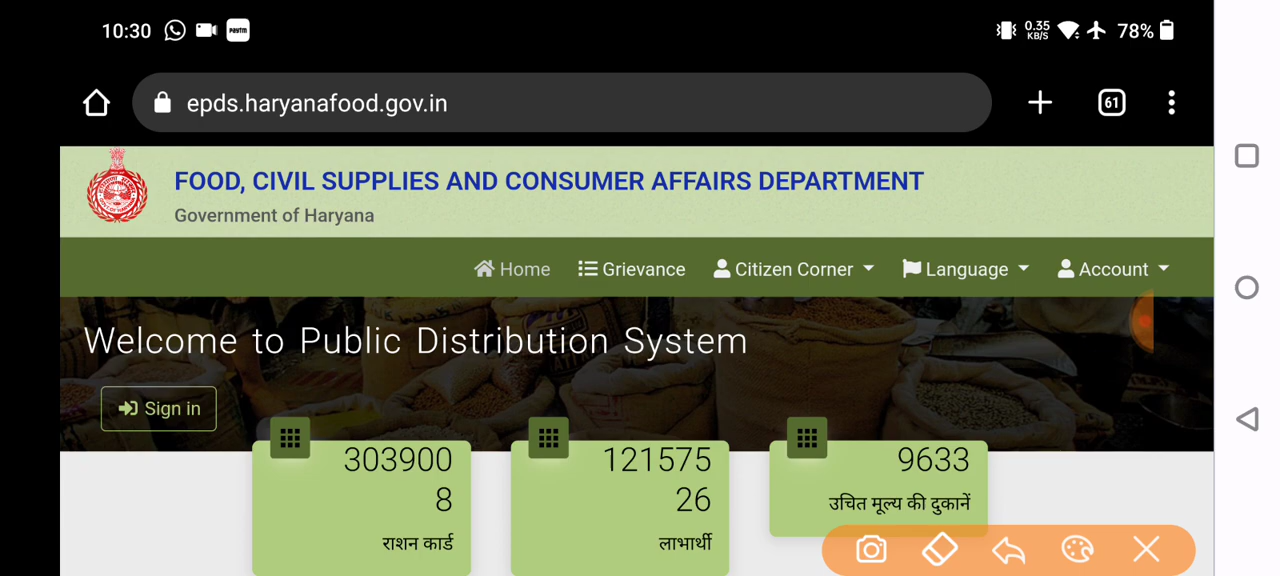 10:30 paytm 0.35 KB/S 78%
epds.haryanafood.gov.in 61
FOOD, CIVIL SUPPLIES AND CONSUMER AFFAIRS DEPARTMENT
Government of Haryana
Home Grievance Citizen Corner Language Account
Welcome to Public Distribution System
Sign in
303900
8
राशन कार्ड
121575
26
लाभार्थी
9633
उचित मूल्य की दुकानें